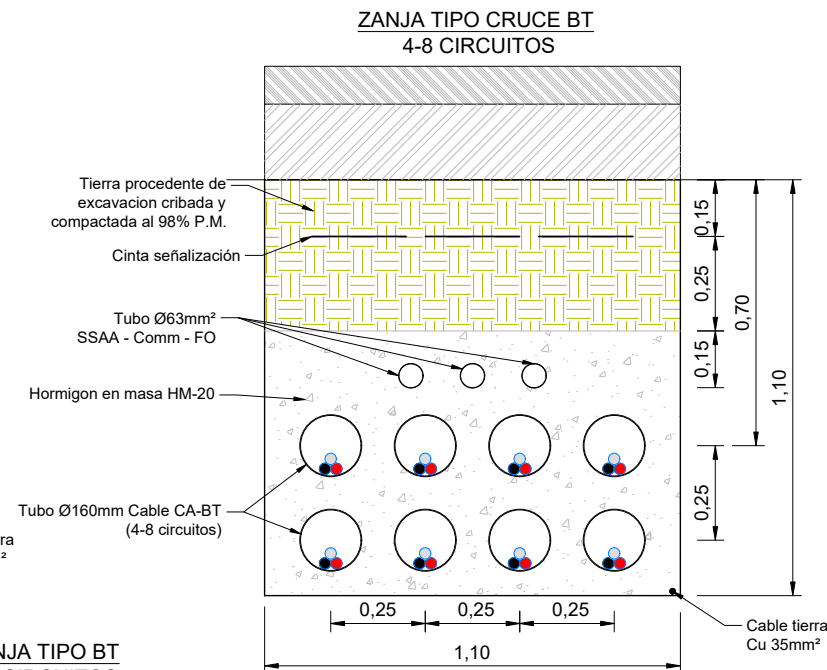 ZANJA TIPO CRUCE BT
4-8 CIRCUITOS
Tierra procedente de
excavacion cribada y
compactada al 98% P.M.
Cinta señalización
Tubo Ø63mm²
SSAA - Comm - FO
Hormigon en masa HM-20
Tubo Ø160mm Cable CA-BT
(4-8 circuitos)
0,15
0,25
0,15
0,70
1,10
0,25
0,25
0,25
0,25
1,10
Cable tierra
Cu 35mm²
NJA TIPO BT